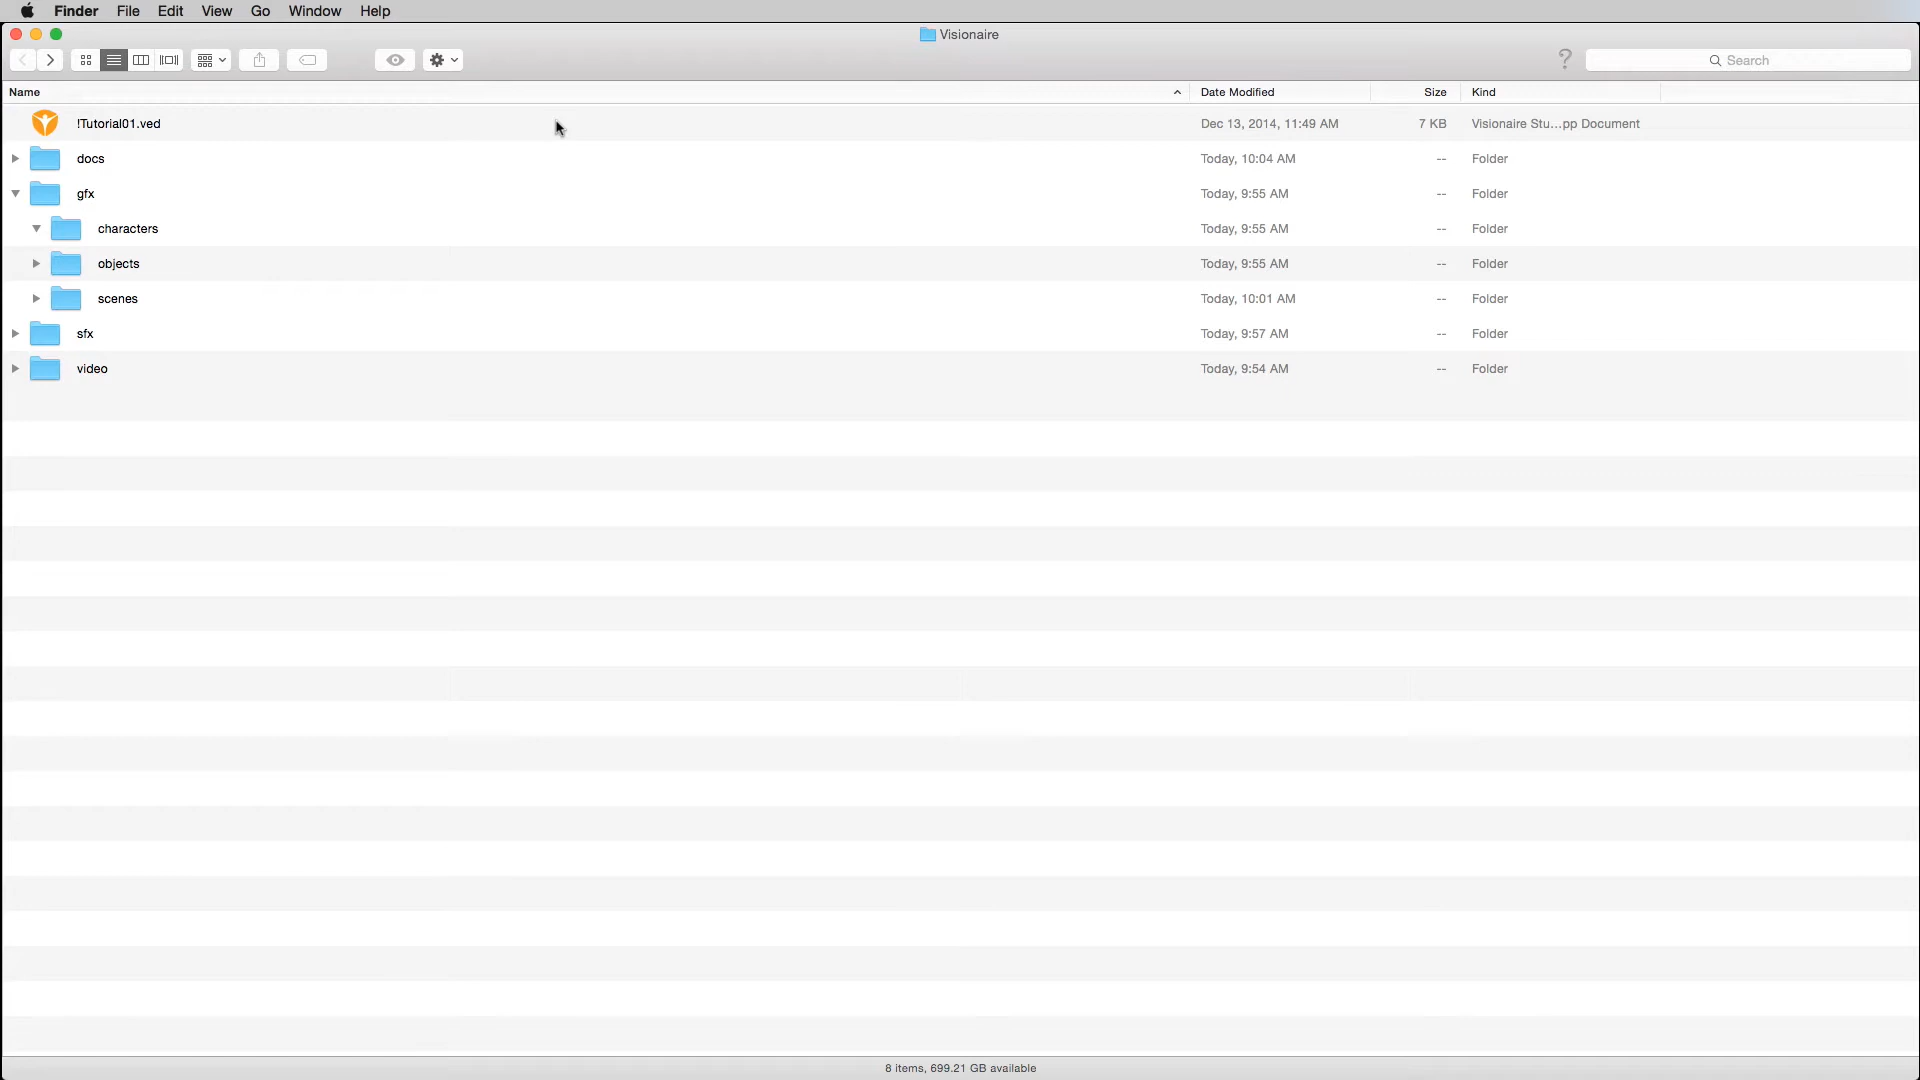 Finder File Edit View Go Window Help
Visionaire
? Search
Name Date Modified Size Kind
!Tutorial01.ved Dec 13, 2014, 11:49 AM 7 KB Visionaire Stu...pp Document
docs Today, 10:04 AM -- Folder
gfx Today, 9:55 AM -- Folder
characters Today, 9:55 AM -- Folder
objects Today, 9:55 AM -- Folder
scenes Today, 10:01 AM -- Folder
sfx Today, 9:57 AM -- Folder
video Today, 9:54 AM -- Folder
8 items, 699.21 GB available